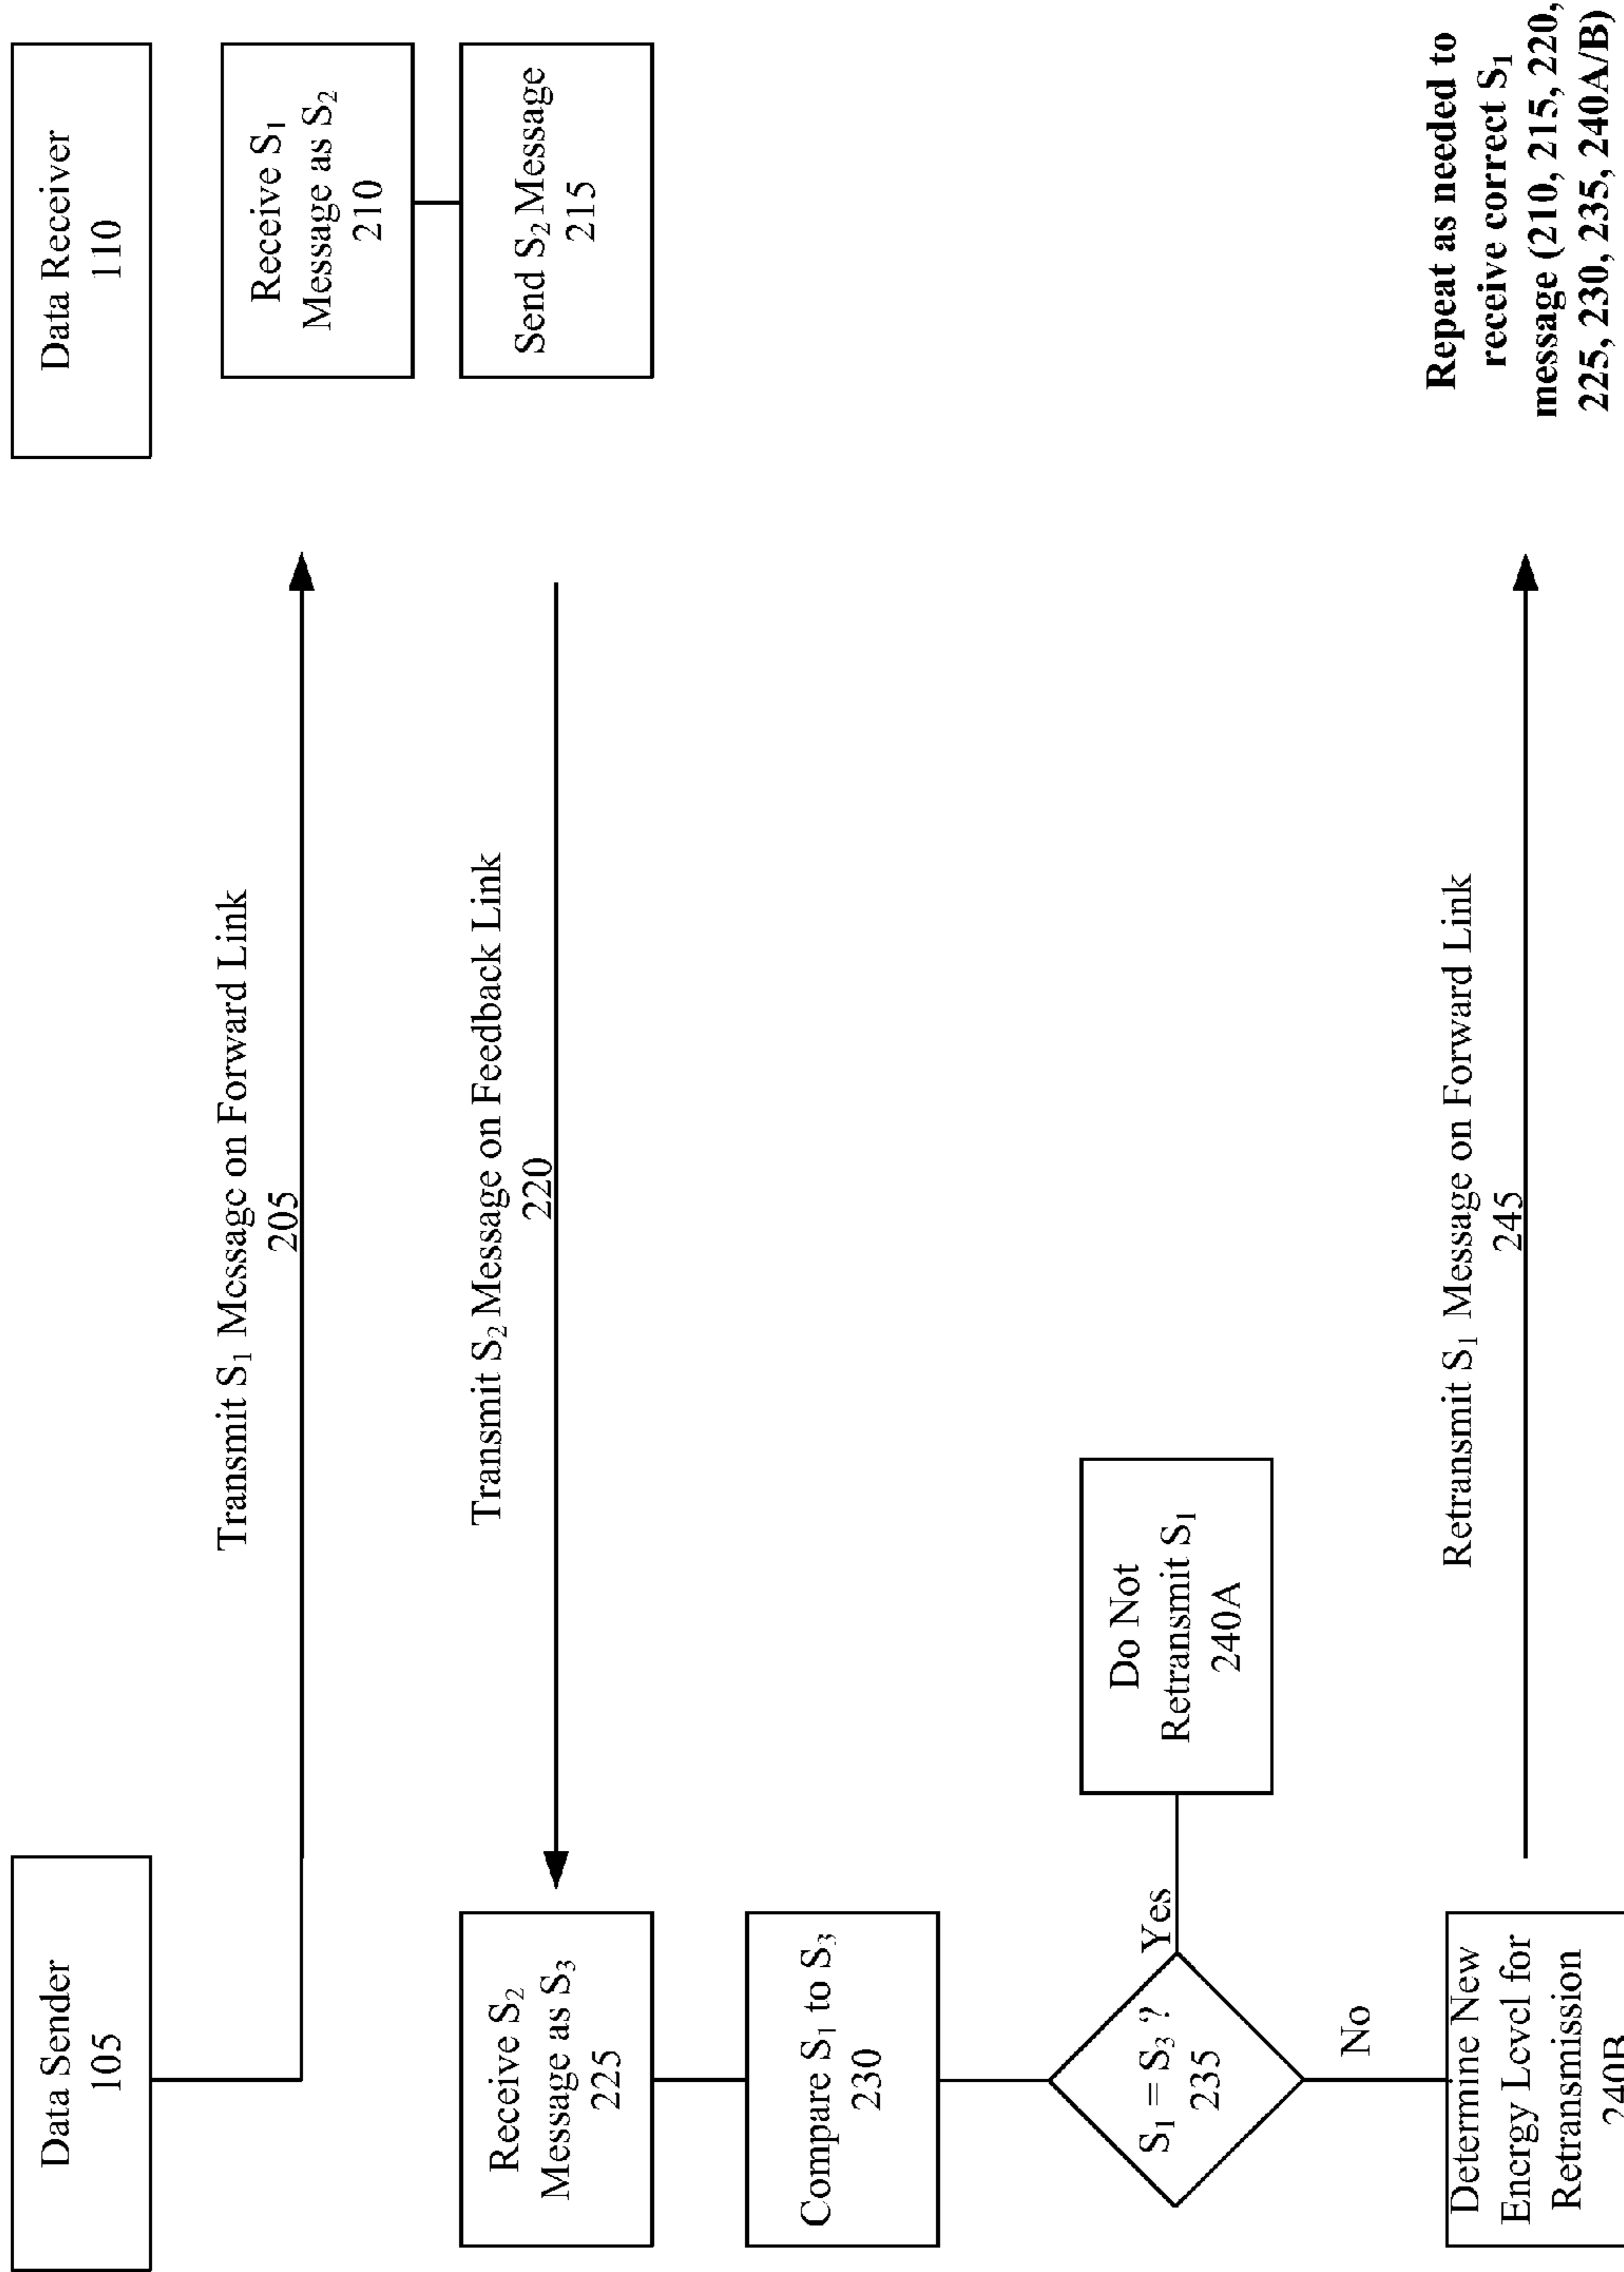 Data Sender
105
Data Receiver
110
Transmit S₁ Message on Forward Link
205
Receive S₁
Message as S₂
210
Send S₂ Message
215
Transmit S₂ Message on Feedback Link
220
Receive S₂
Message as S₃
225
Compare S₁ to S₃
230
S₁ = S₃ ?
235
Yes
Do Not
Retransmit S₁
240A
No
Determine New
Energy Level for
Retransmission
240B
Retransmit S₁ Message on Forward Link
245
Repeat as needed to
receive correct S₁
message (210, 215, 220,
225, 230, 235, 240A/B)